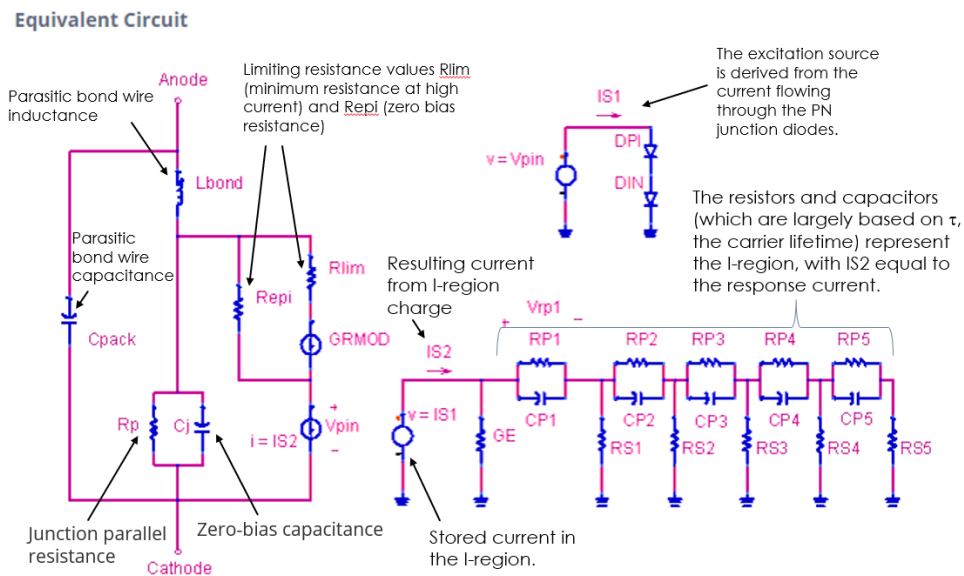 Equivalent Circuit
Anode
Parasitic bond wire
inductance
Limiting resistance values Rlim
(minimum resistance at high
current) and Repi (zero bias
resistance)
The excitation source
is derived from the
current flowing
through the PN
junction diodes.
IS1
DPI
v = Vpin
DIN
Lbond
The resistors and capacitors
(which are largely based on τ,
the carrier lifetime) represent
the I-region, with IS2 equal to
the response current.
Parasitic
bond wire
capacitance
Rlim
Repi
Resulting current
from I-region
charge
Cpack
GRMOD
IS2
+ Vrp1 −
RP1
RP2
RP3
RP4
RP5
v = IS1
GE
CP1
CP2
CP3
CP4
CP5
RS1
RS2
RS3
RS4
RS5
Rp
Cj
i = IS2
+
Vpin
−
Junction parallel
resistance
Zero-bias capacitance
Stored current in
the I-region.
Cathode